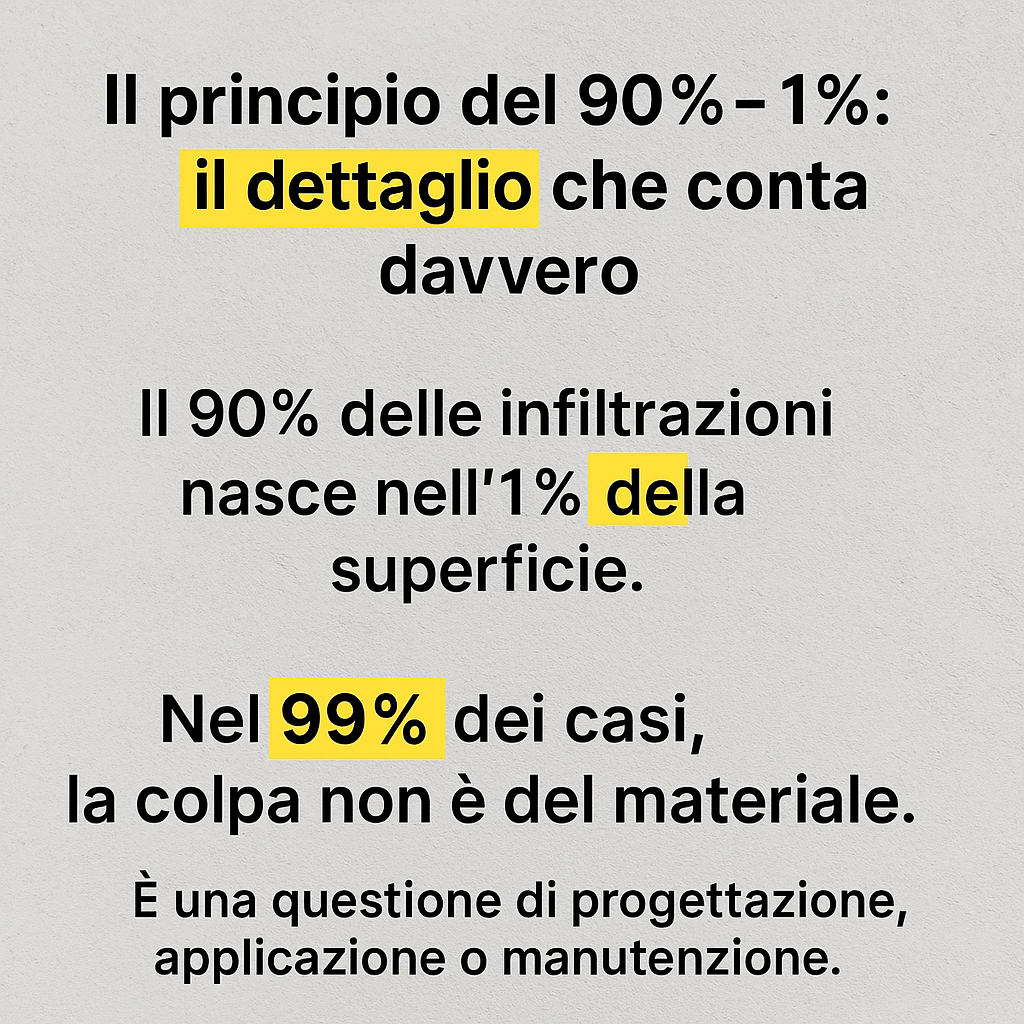 Il principio del 90%–1%:
il dettaglio che conta
davvero
Il 90% delle infiltrazioni
nasce nell'1% della
superficie.
Nel 99% dei casi,
la colpa non è del materiale.
È una questione di progettazione,
applicazione o manutenzione.